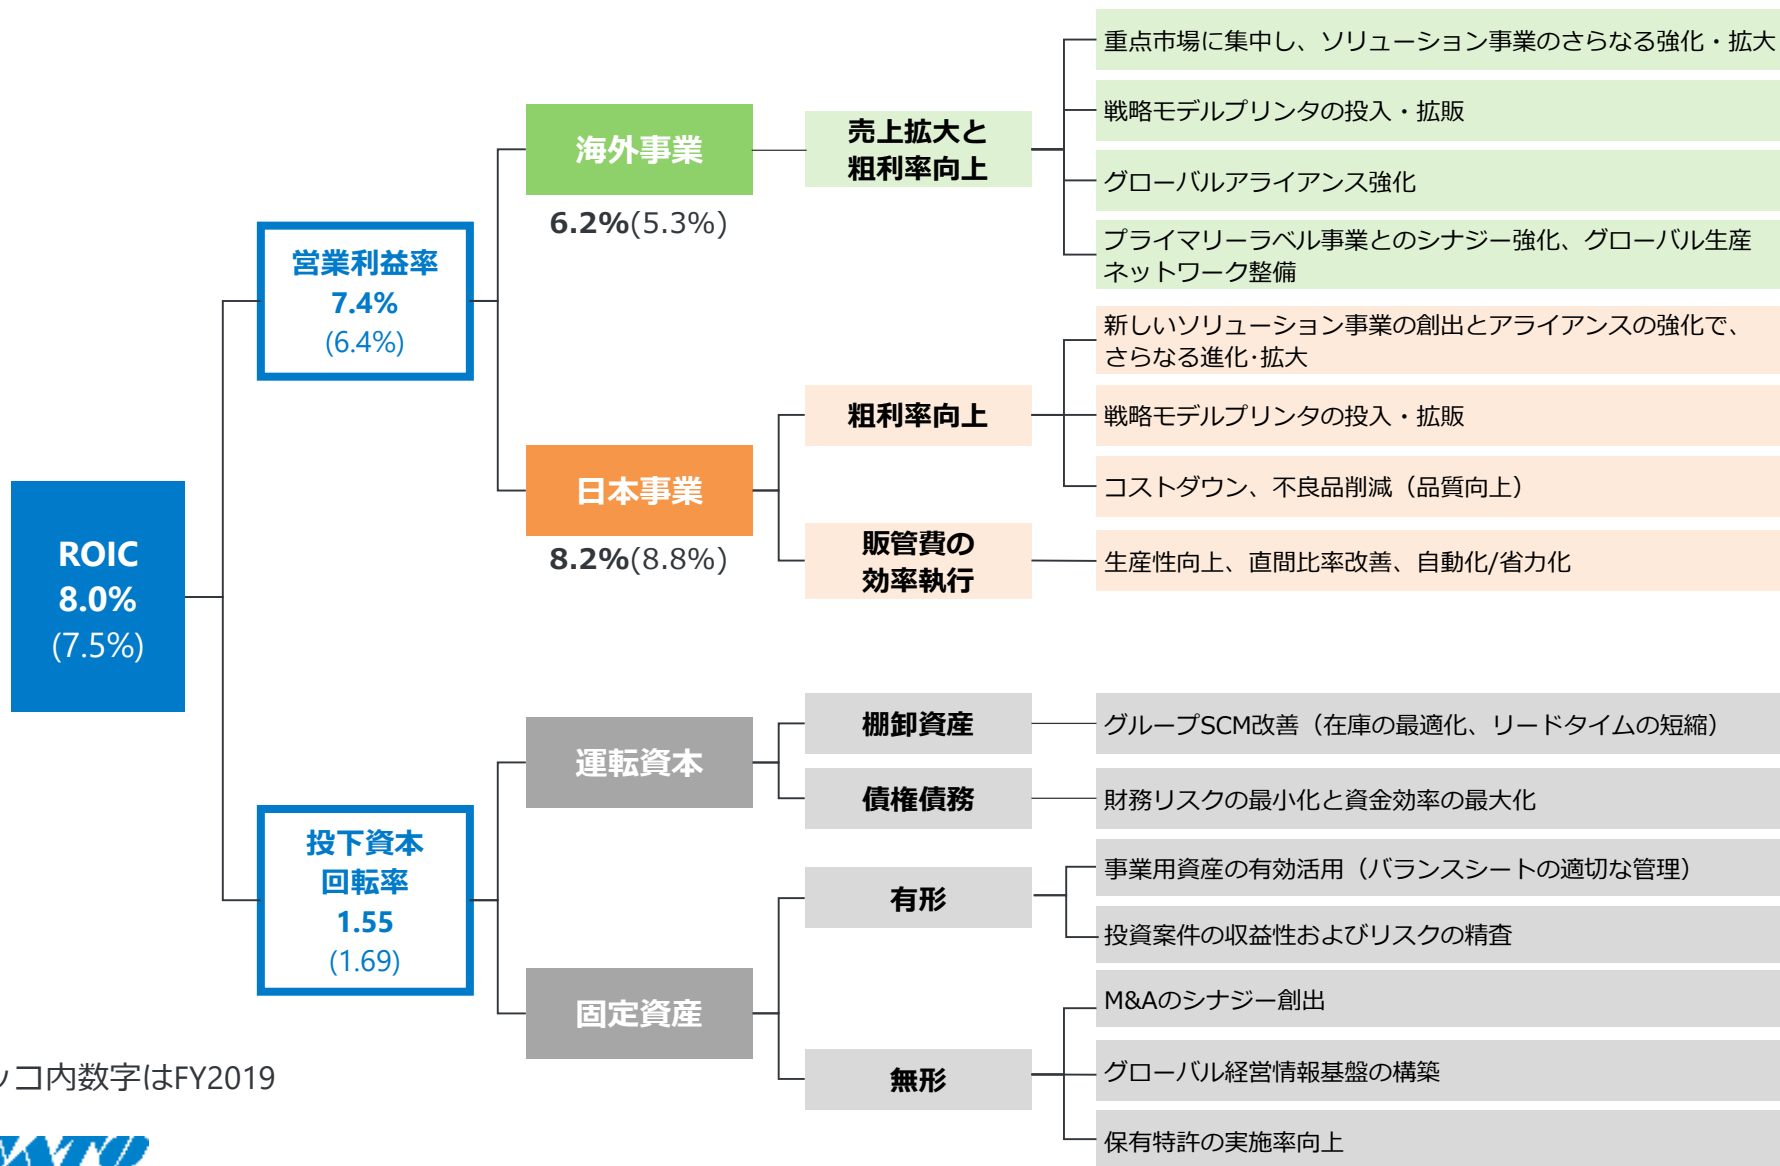 ROIC
8.0%
(7.5%)
営業利益率
7.4%
(6.4%)
海外事業
6.2%(5.3%)
売上拡大と
粗利率向上
重点市場に集中し、ソリューション事業のさらなる強化・拡大
戦略モデルプリンタの投入・拡販
グローバルアライアンス強化
プライマリーラベル事業とのシナジー強化、グローバル生産
ネットワーク整備
日本事業
8.2%(8.8%)
粗利率向上
新しいソリューション事業の創出とアライアンスの強化で、
さらなる進化･拡大
戦略モデルプリンタの投入・拡販
コストダウン、不良品削減（品質向上）
販管費の
効率執行
生産性向上、直間比率改善、自動化/省力化
投下資本
回転率
1.55
(1.69)
運転資本
棚卸資産
グループSCM改善（在庫の最適化、リードタイムの短縮）
債権債務
財務リスクの最小化と資金効率の最大化
固定資産
有形
事業用資産の有効活用（バランスシートの適切な管理）
投資案件の収益性およびリスクの精査
無形
M&Aのシナジー創出
グローバル経営情報基盤の構築
保有特許の実施率向上
コ内数字はFY2019